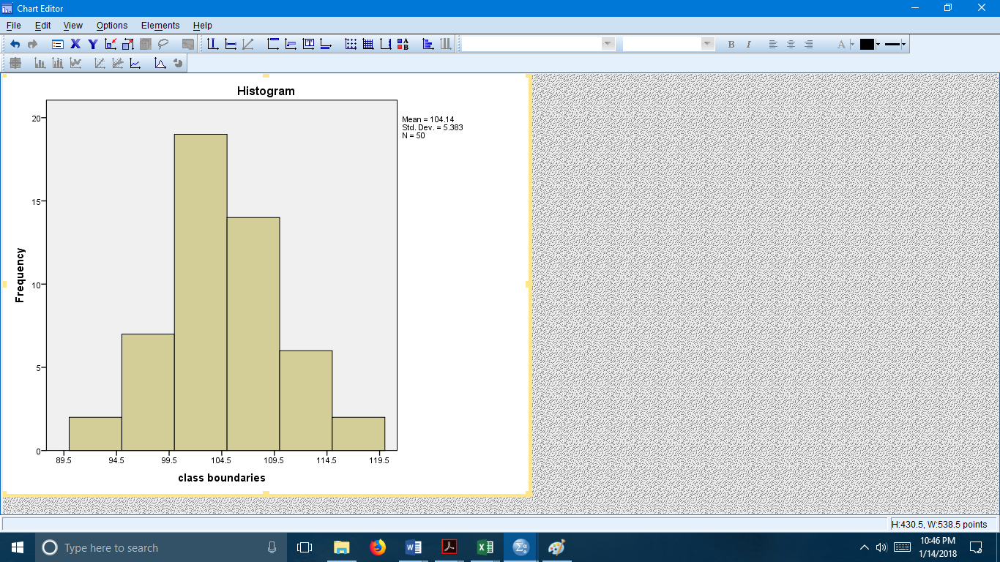 Chart Editor
File Edit View Options Elements Help
X Y
B I A
Histogram
Mean = 104.14
Std. Dev. = 5.383
N = 50
20
15
10
5
0
Frequency
89.5 94.5 99.5 104.5 109.5 114.5 119.5
class boundaries
H:430.5, W:538.5 points
Type here to search
10:46 PM
1/14/2018